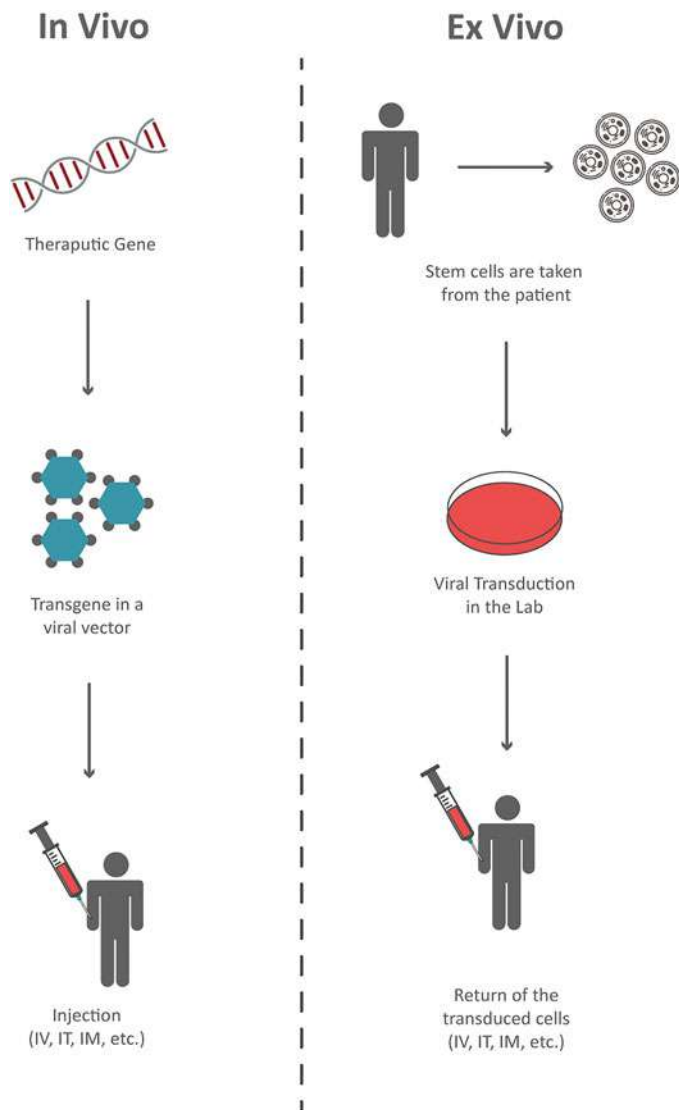 In Vivo
Theraputic Gene
Transgene in a
viral vector
Injection
(IV, IT, IM, etc.)
Ex Vivo
Stem cells are taken
from the patient
Viral Transduction
in the Lab
Return of the
transduced cells
(IV, IT, IM, etc.)